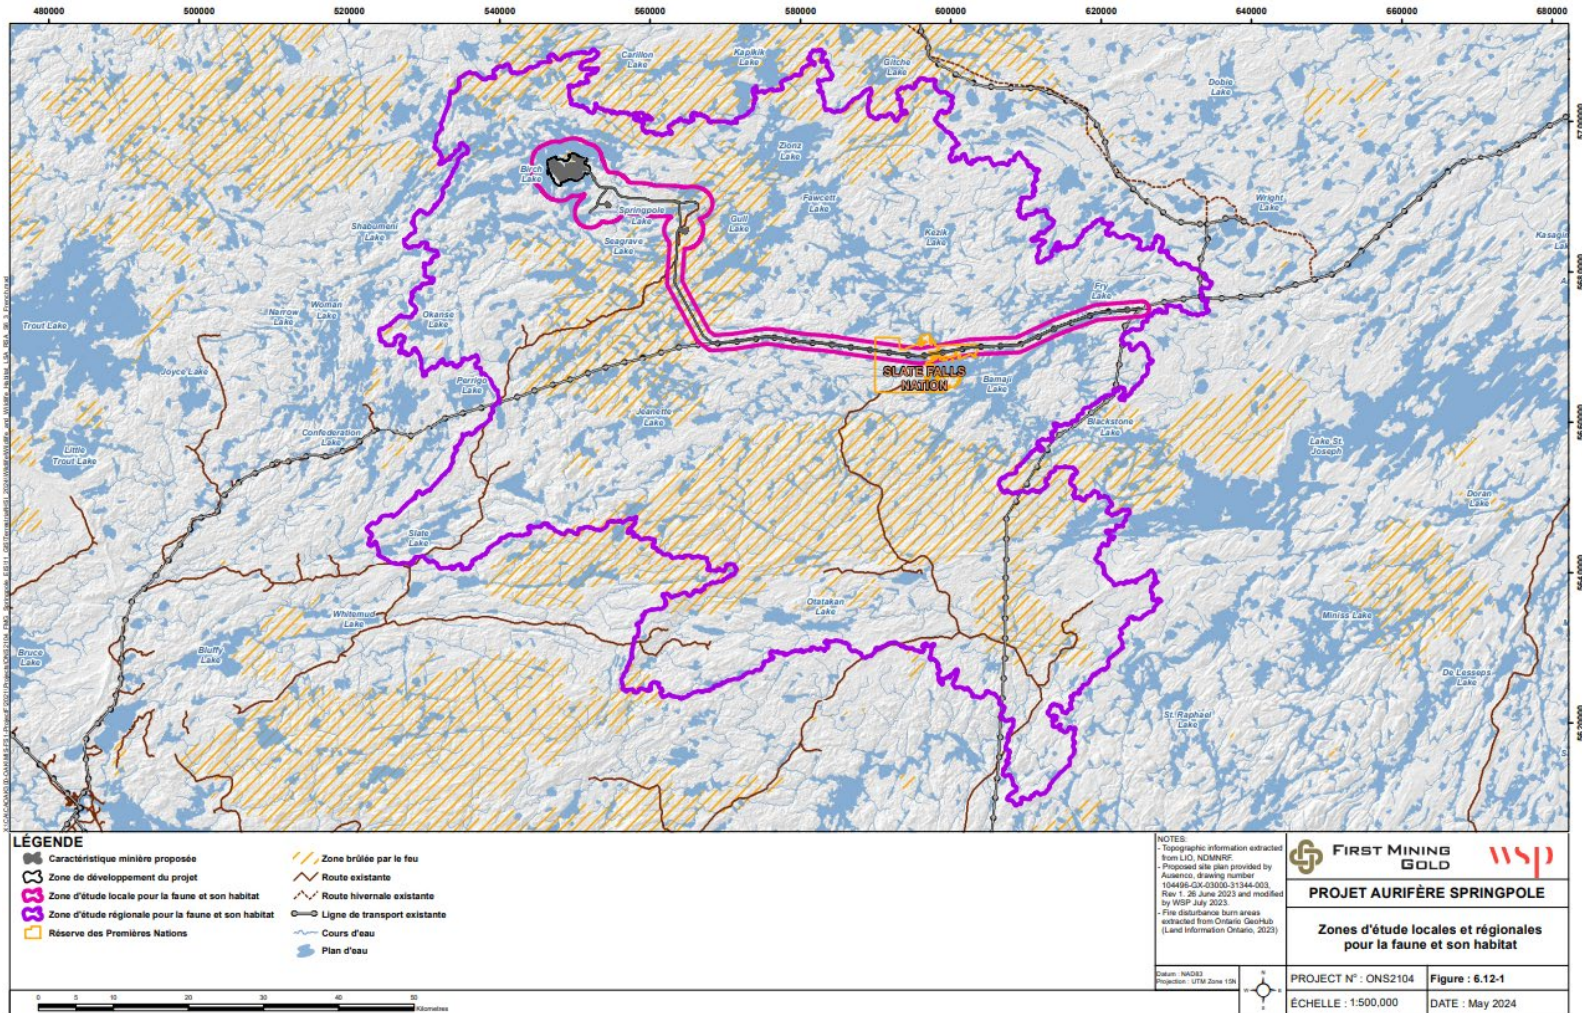 480000 500000 520000 540000 560000 580000 600000 620000 640000 660000 680000
Carillon
Lake
Kapikik
Lake
Gitche
Lake
Dobie
Lake
Zionz
Lake
Birch
Lake
Springpole
Lake
Gull
Lake
Fawcett
Lake
Wright
Lake
Shabumeni
Lake
Seagrave
Lake
Kezik
Lake
Fry
Lake
Trout Lake
Narrow
Lake
Woman
Lake
Okanse
Lake
Joyce Lake
Perrigo
Lake
SLATE FALLS
NATION
Bamaji
Lake
Jeanette
Lake
Blackstone
Lake
Confederation
Lake
Little
Trout Lake
Lake St.
Joseph
Doran
Lake
Slate
Lake
Otatakan
Lake
Whitemud
Lake
Miniss Lake
Bruce
Lake
Bluffy
Lake
De Lesseps
Lake
St. Raphael
Lake
LÉGENDE
Caractéristique minière proposée
Zone de développement du projet
Zone d'étude locale pour la faune et son habitat
Zone d'étude régionale pour la faune et son habitat
Réserve des Premières Nations
Zone brûlée par le feu
Route existante
Route hivernale existante
Ligne de transport existante
Cours d'eau
Plan d'eau
0 5 10 20 30 40 50
Kilometres
NOTES:
- Topographic information extracted
from LIO, NDMNRF.
- Proposed site plan provided by
Ausenco, drawing number
104496-GX-03000-31344-003,
Rev 1. 26 June 2023 and modified
by WSP July 2023.
- Fire disturbance burn areas
extracted from Ontario GeoHub
(Land Information Ontario, 2023)
Datum : NAD83
Projection : UTM Zone 15N
N
W E
S
FIRST MINING
GOLD
wsp
PROJET AURIFÈRE SPRINGPOLE
Zones d'étude locales et régionales
pour la faune et son habitat
PROJECT Nº : ONS2104
Figure : 6.12-1
ÉCHELLE : 1:500,000
DATE : May 2024